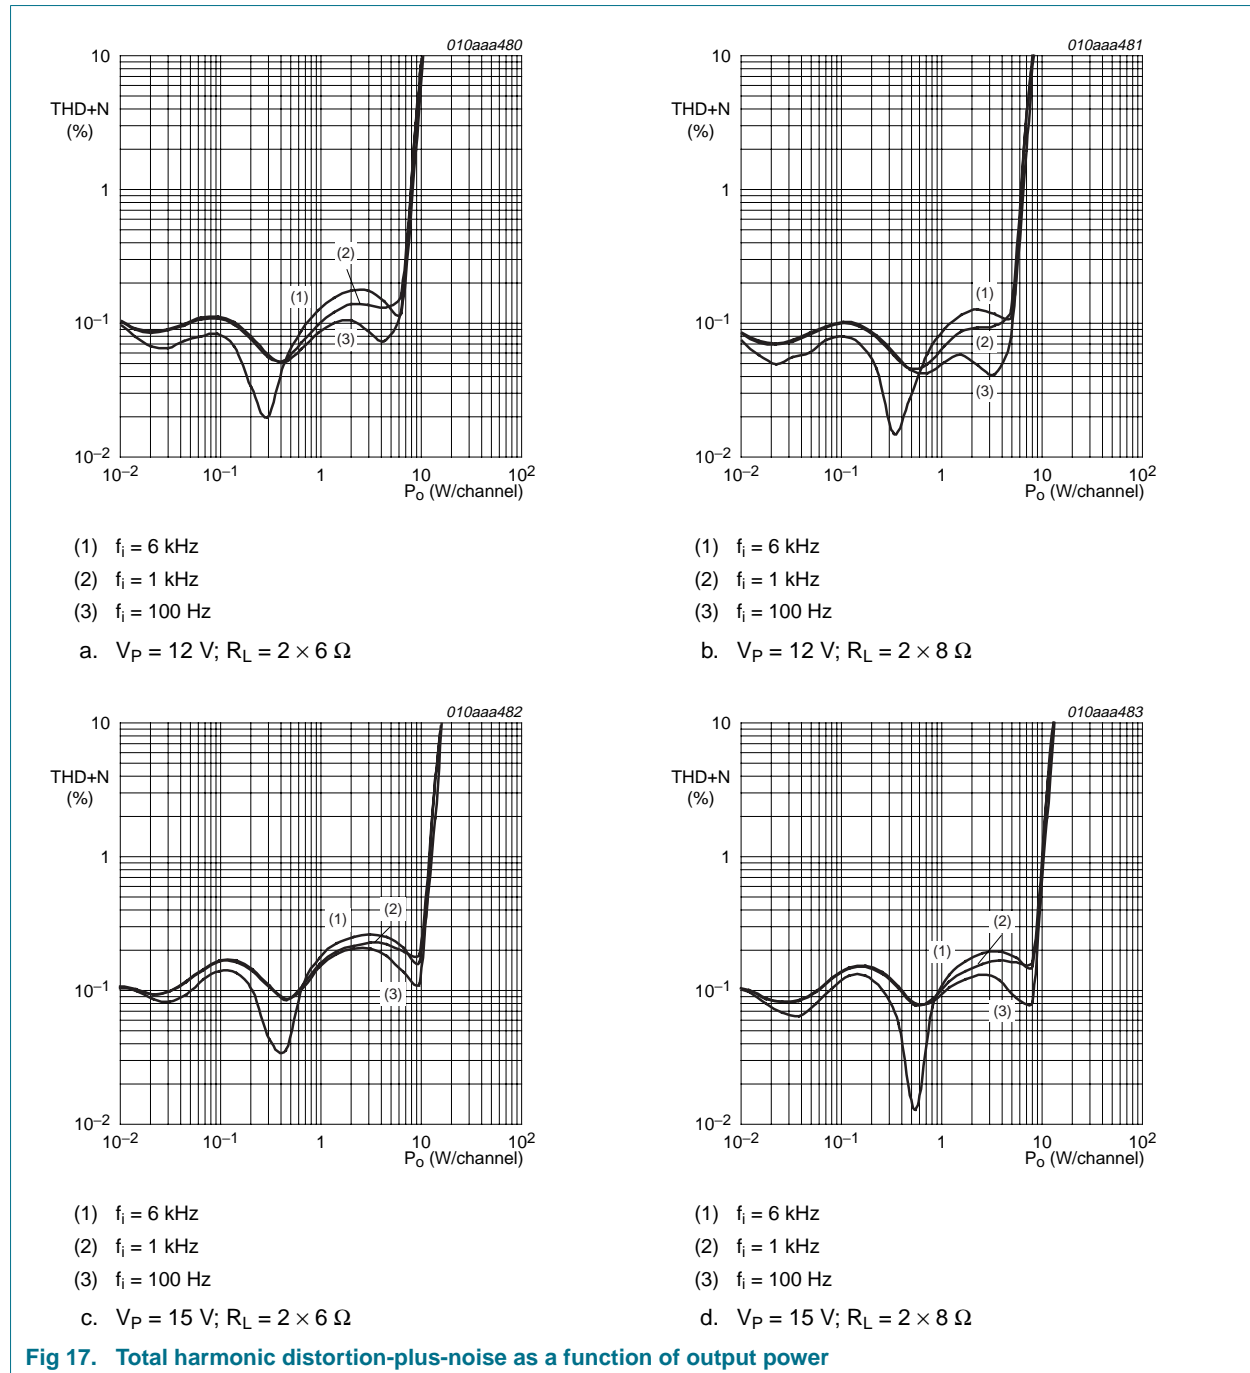 010aaa480
10
THD+N
(%)
1
(2)
(1)
10−1
(3)
10−2
10−2 10−1 1 10 102
Po (W/channel)
(1) fi = 6 kHz
(2) fi = 1 kHz
(3) fi = 100 Hz
a. VP = 12 V; RL = 2 × 6 Ω
010aaa481
10
THD+N
(%)
1
(1)
10−1
(2)
(3)
10−2
10−2 10−1 1 10 102
Po (W/channel)
(1) fi = 6 kHz
(2) fi = 1 kHz
(3) fi = 100 Hz
b. VP = 12 V; RL = 2 × 8 Ω
010aaa482
10
THD+N
(%)
1
(2)
(1)
10−1
(3)
10−2
10−2 10−1 1 10 102
Po (W/channel)
(1) fi = 6 kHz
(2) fi = 1 kHz
(3) fi = 100 Hz
c. VP = 15 V; RL = 2 × 6 Ω
010aaa483
10
THD+N
(%)
1
(2)
(1)
10−1
(3)
10−2
10−2 10−1 1 10 102
Po (W/channel)
(1) fi = 6 kHz
(2) fi = 1 kHz
(3) fi = 100 Hz
d. VP = 15 V; RL = 2 × 8 Ω
Fig 17. Total harmonic distortion-plus-noise as a function of output power